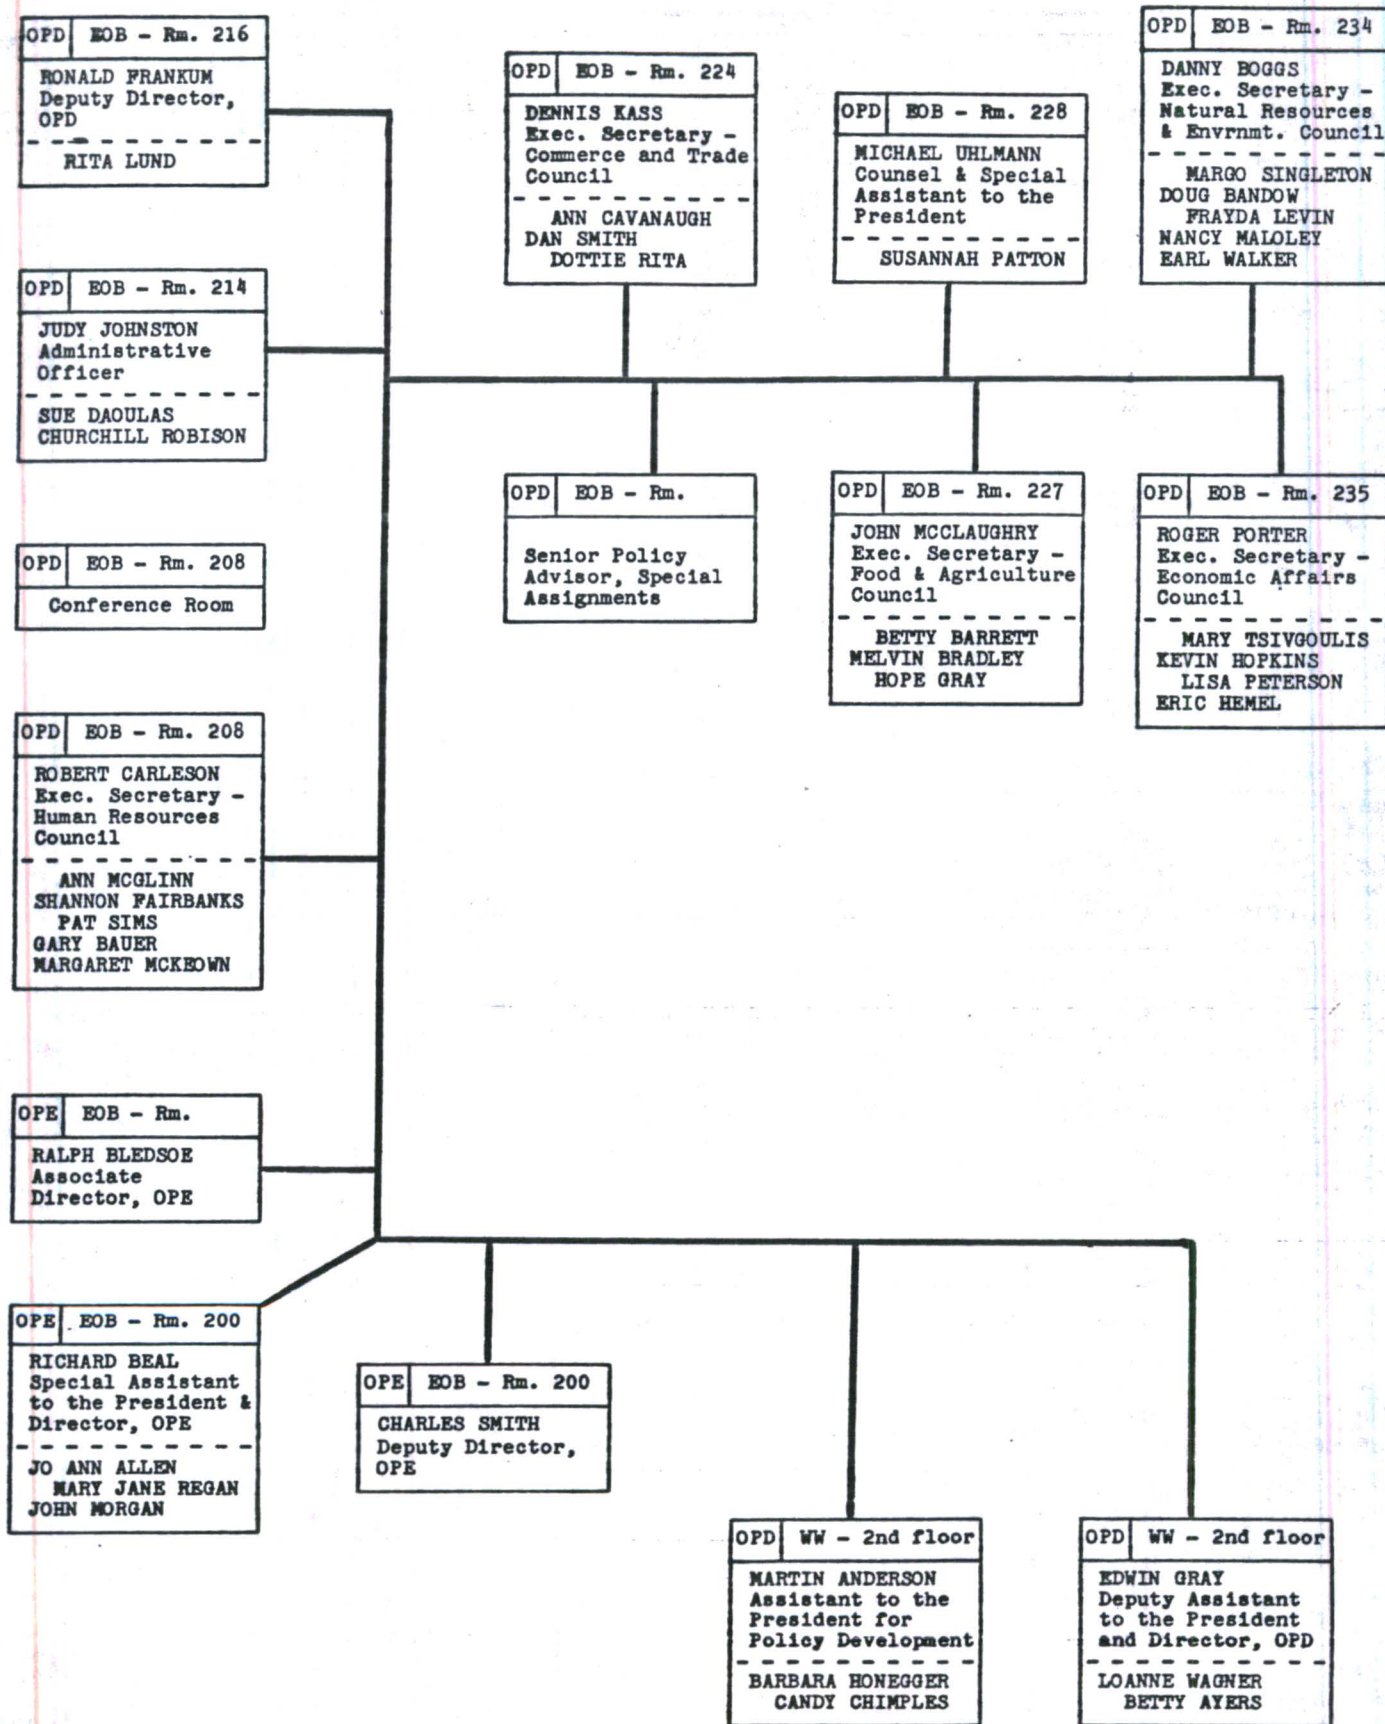 OPD EOB - Rm. 216
RONALD FRANKUM
Deputy Director,
OPD
RITA LUND
OPD EOB - Rm. 224
DENNIS KASS
Exec. Secretary -
Commerce and Trade
Council
ANN CAVANAUGH
DAN SMITH
DOTTIE RITA
OPD EOB - Rm. 228
MICHAEL UHLMANN
Counsel & Special
Assistant to the
President
SUSANNAH PATTON
OPD EOB - Rm. 234
DANNY BOGGS
Exec. Secretary -
Natural Resources
& Envrnmt. Council
MARGO SINGLETON
DOUG BANDOW
FRAYDA LEVIN
NANCY MALOLEY
EARL WALKER
OPD EOB - Rm. 214
JUDY JOHNSTON
Administrative
Officer
SUE DAOULAS
CHURCHILL ROBISON
OPD EOB - Rm.
Senior Policy
Advisor, Special
Assignments
OPD EOB - Rm. 227
JOHN MCCLAUGHRY
Exec. Secretary -
Food & Agriculture
Council
BETTY BARRETT
MELVIN BRADLEY
HOPE GRAY
OPD EOB - Rm. 235
ROGER PORTER
Exec. Secretary -
Economic Affairs
Council
MARY TSIVGOULIS
KEVIN HOPKINS
LISA PETERSON
ERIC HEMEL
OPD EOB - Rm. 208
Conference Room
OPD EOB - Rm. 208
ROBERT CARLESON
Exec. Secretary -
Human Resources
Council
ANN MCGLINN
SHANNON FAIRBANKS
PAT SIMS
GARY BAUER
MARGARET MCKEOWN
OPE EOB - Rm.
RALPH BLEDSOE
Associate
Director, OPE
OPE EOB - Rm. 200
RICHARD BEAL
Special Assistant
to the President &
Director, OPE
JO ANN ALLEN
MARY JANE REGAN
JOHN MORGAN
OPE EOB - Rm. 200
CHARLES SMITH
Deputy Director,
OPE
OPD WW - 2nd floor
MARTIN ANDERSON
Assistant to the
President for
Policy Development
BARBARA HONEGGER
CANDY CHIMPLES
OPD WW - 2nd floor
EDWIN GRAY
Deputy Assistant
to the President
and Director, OPD
LOANNE WAGNER
BETTY AYERS